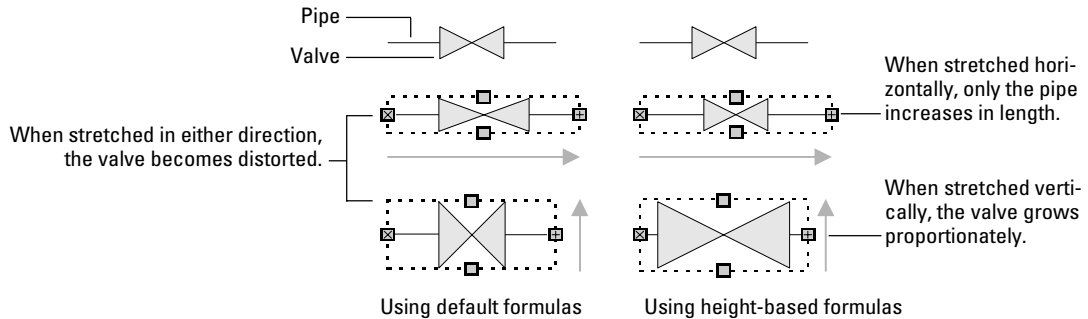 Pipe
Valve
When stretched hori-
zontally, only the pipe
increases in length.
When stretched in either direction,
the valve becomes distorted.
When stretched verti-
cally, the valve grows
proportionately.
Using default formulas
Using height-based formulas